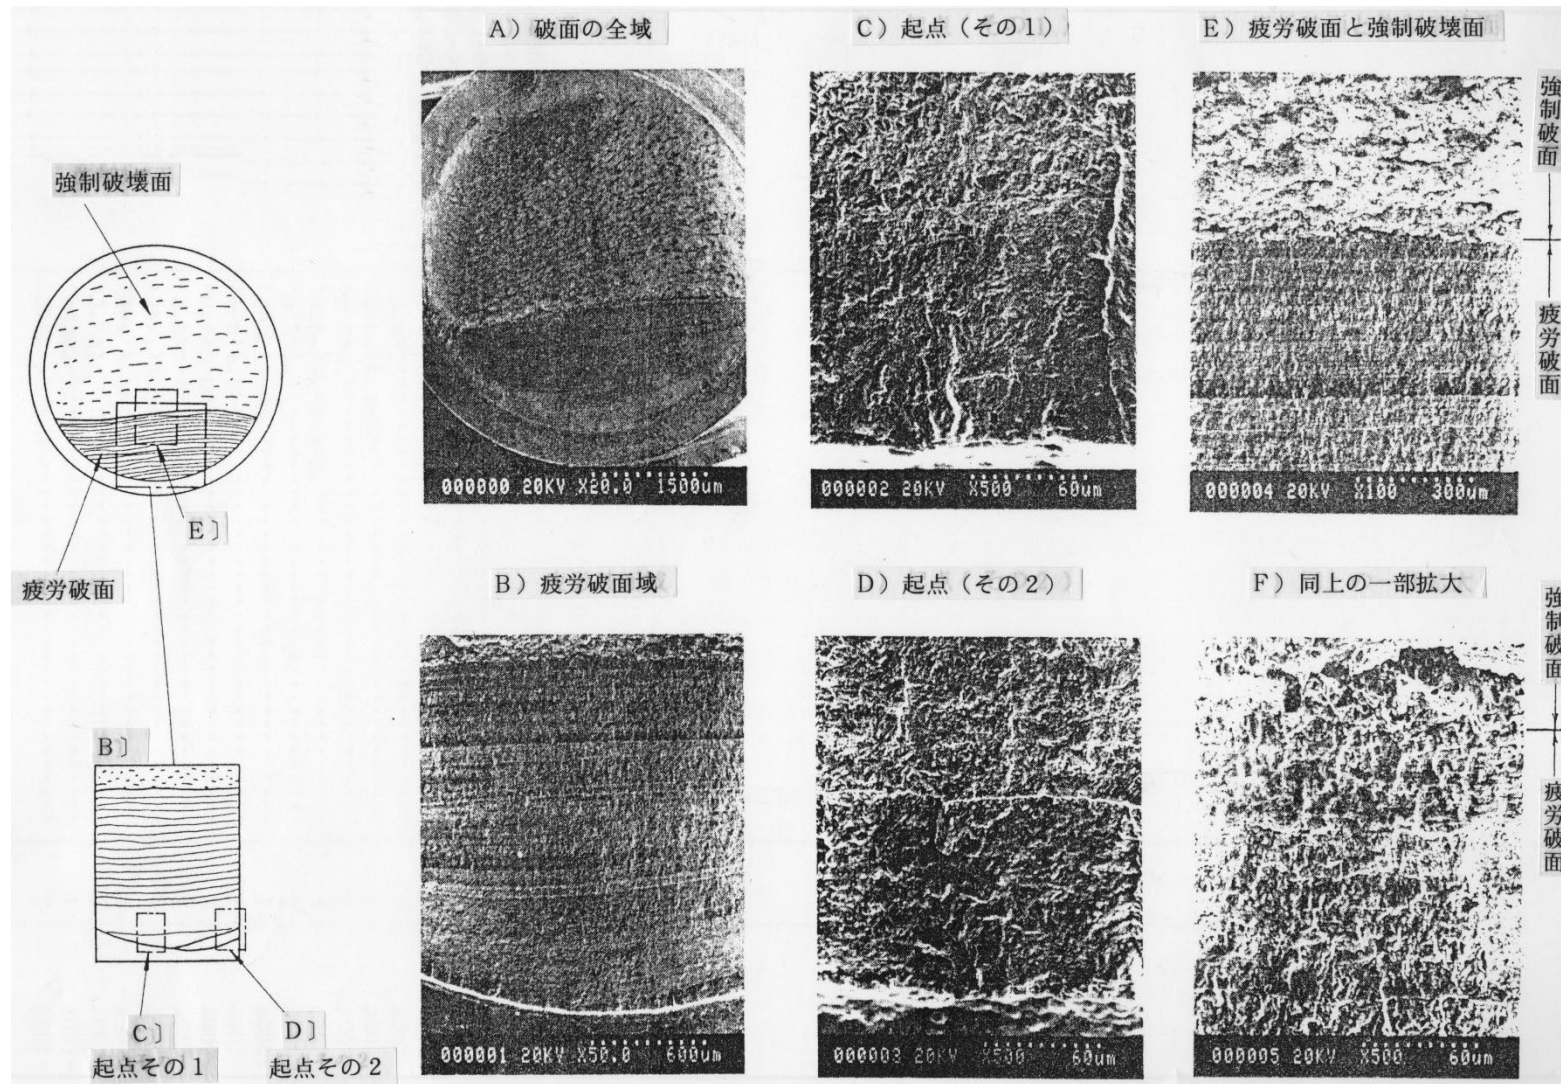 A）破面の全域
C）起点（その１）
E）疲労破面と強制破壊面
強制破壊面
疲労破面
E〕
B〕
C〕
起点その１
D〕
起点その２
000000 20KV X20.0 1500um
000002 20KV X500 60um
000004 20KV X100 300um
強制破面
疲労破面
B）疲労破面域
D）起点（その２）
F）同上の一部拡大
000001 20KV X50.0 600um
000003 20KV X500 60um
000005 20KV X500 60um
強制破面
疲労破面